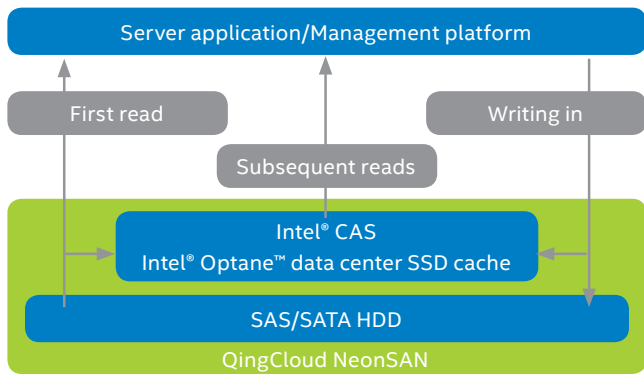 Server application/Management platform
First read
Writing in
Subsequent reads
Intel® CAS
Intel® Optane™ data center SSD cache
SAS/SATA HDD
QingCloud NeonSAN